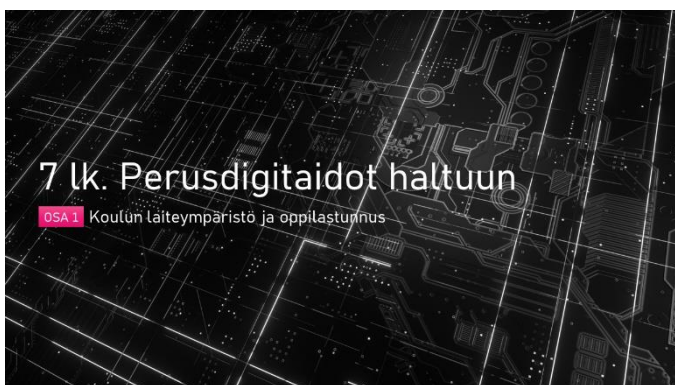 7 lk. Perusdigitaidot haltuun
OSA 1 Koulun laiteympäristö ja oppilastunnus